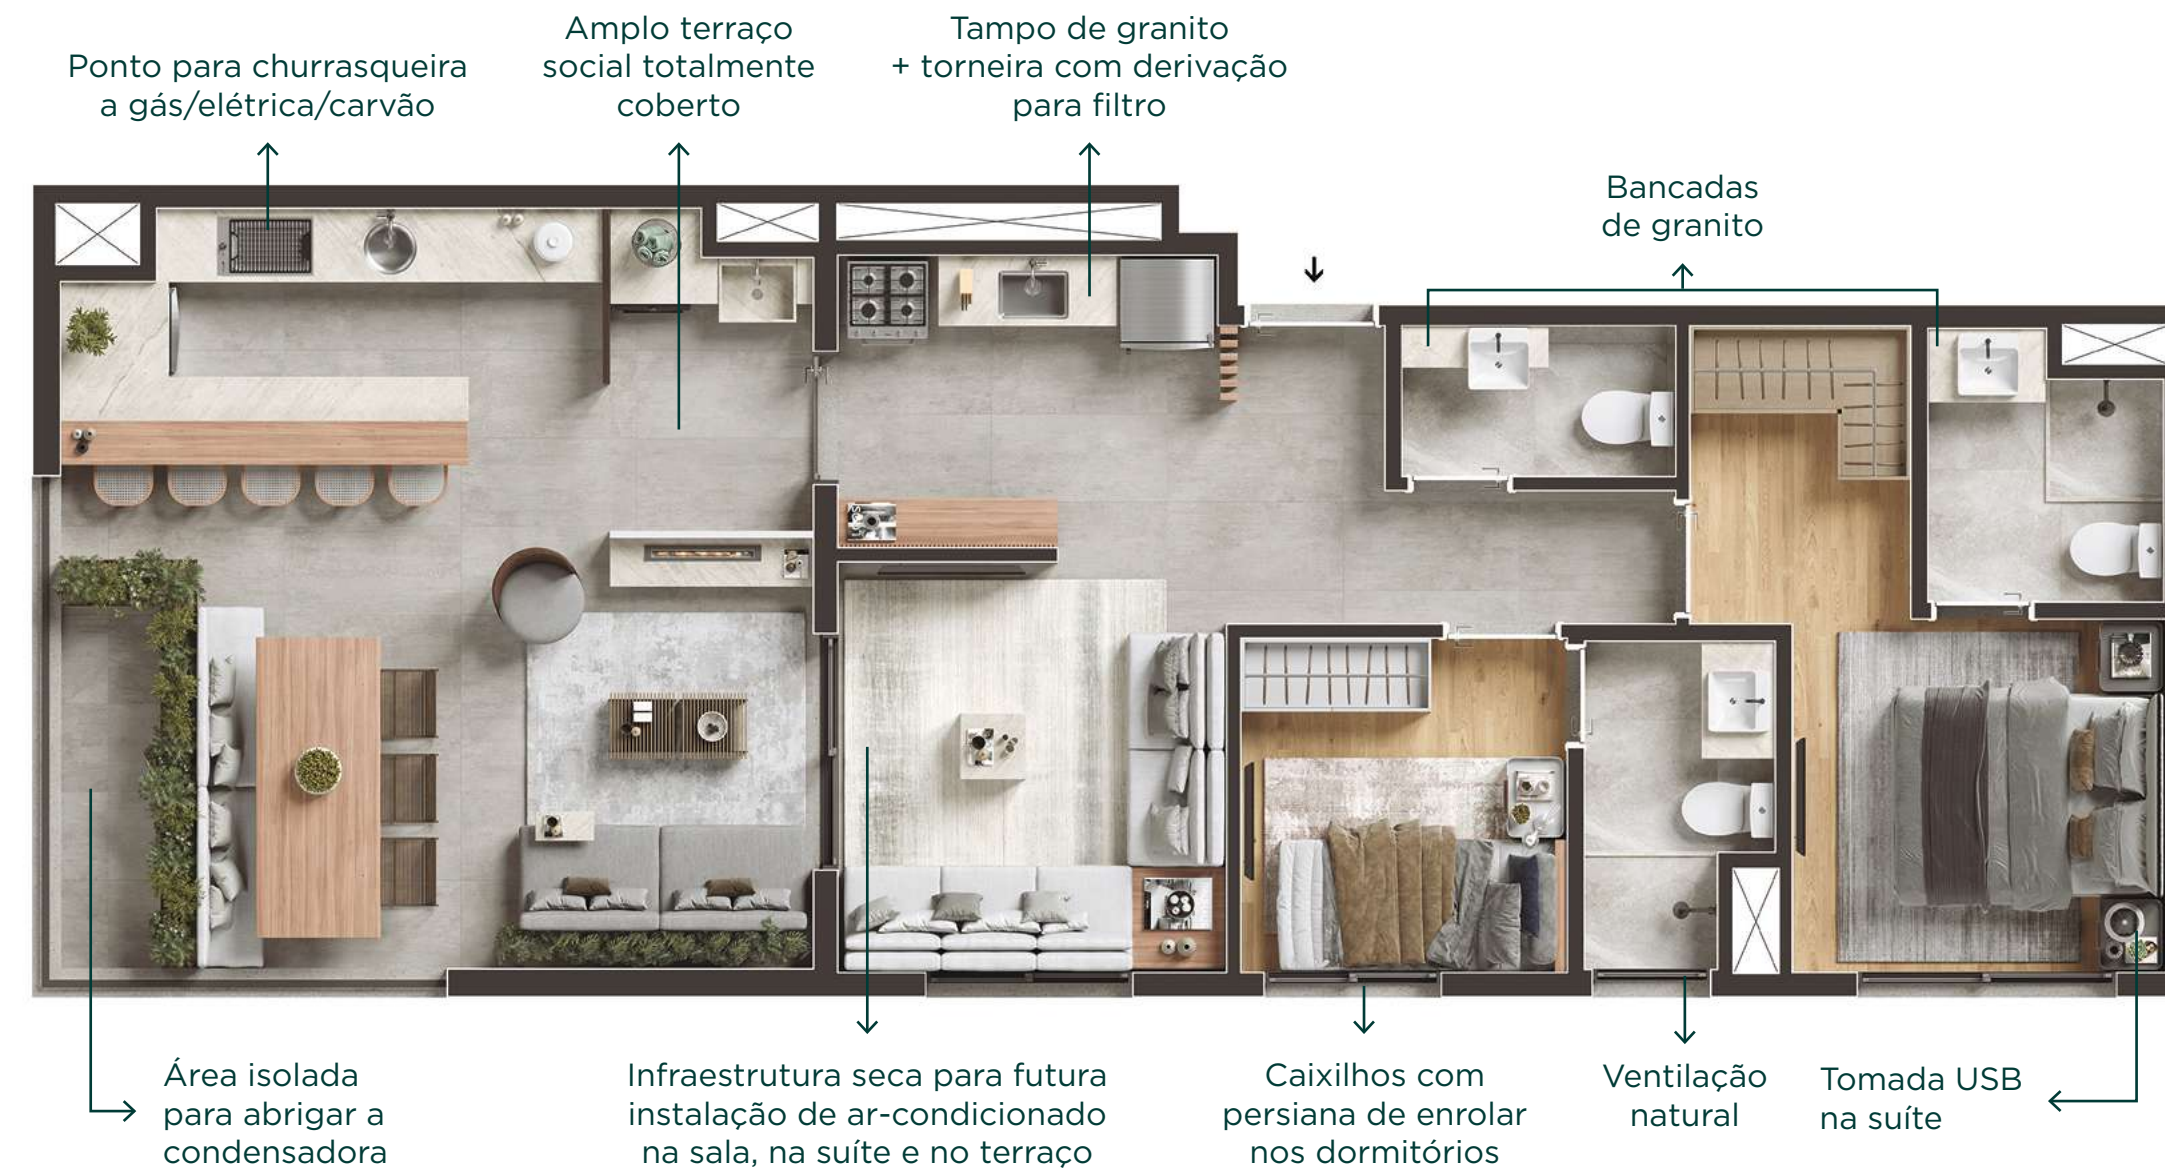 Ponto para churrasqueira
a gás/elétrica/carvão
Amplo terraço
social totalmente
coberto
Tampo de granito
+ torneira com derivação
para filtro
Bancadas
de granito
Área isolada
para abrigar a
condensadora
Infraestrutura seca para futura
instalação de ar-condicionado
na sala, na suíte e no terraço
Caixilhos com
persiana de enrolar
nos dormitórios
Ventilação
natural
Tomada USB
na suíte